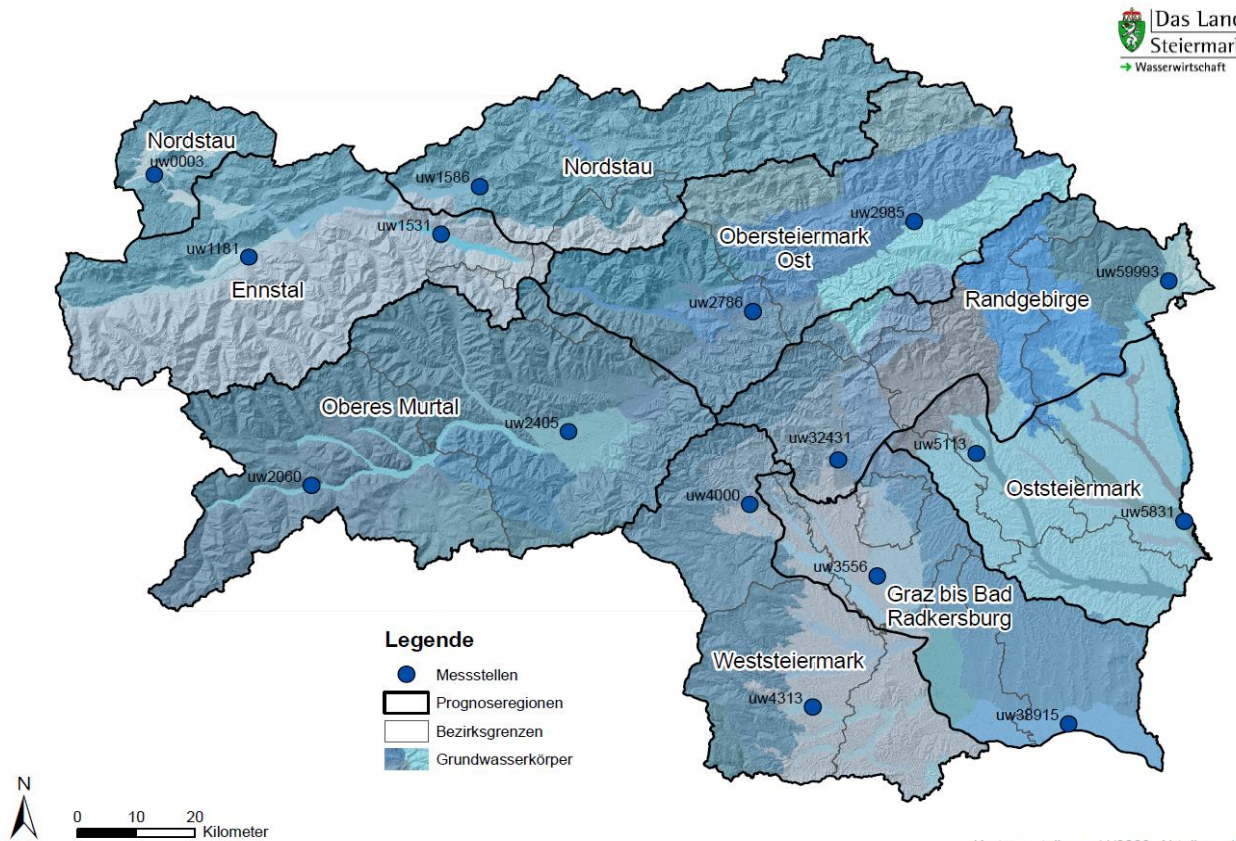 Das Land
Steiermark
→ Wasserwirtschaft
Nordstau
uw0003
uw1586
Nordstau
uw1531
uw1181
Ennstal
uw2985
Obersteiermark
Ost
uw2786
uw59993
Randgebirge
Oberes Murtal
uw2405
uw2060
uw32431
uw5113
uw4000
Oststeiermark
uw5831
uw3556
Graz bis Bad
Radkersburg
Weststeiermark
uw4313
uw38915
Legende
Messstellen
Prognoseregionen
Bezirksgrenzen
Grundwasserkörper
N
0 10 20
Kilometer